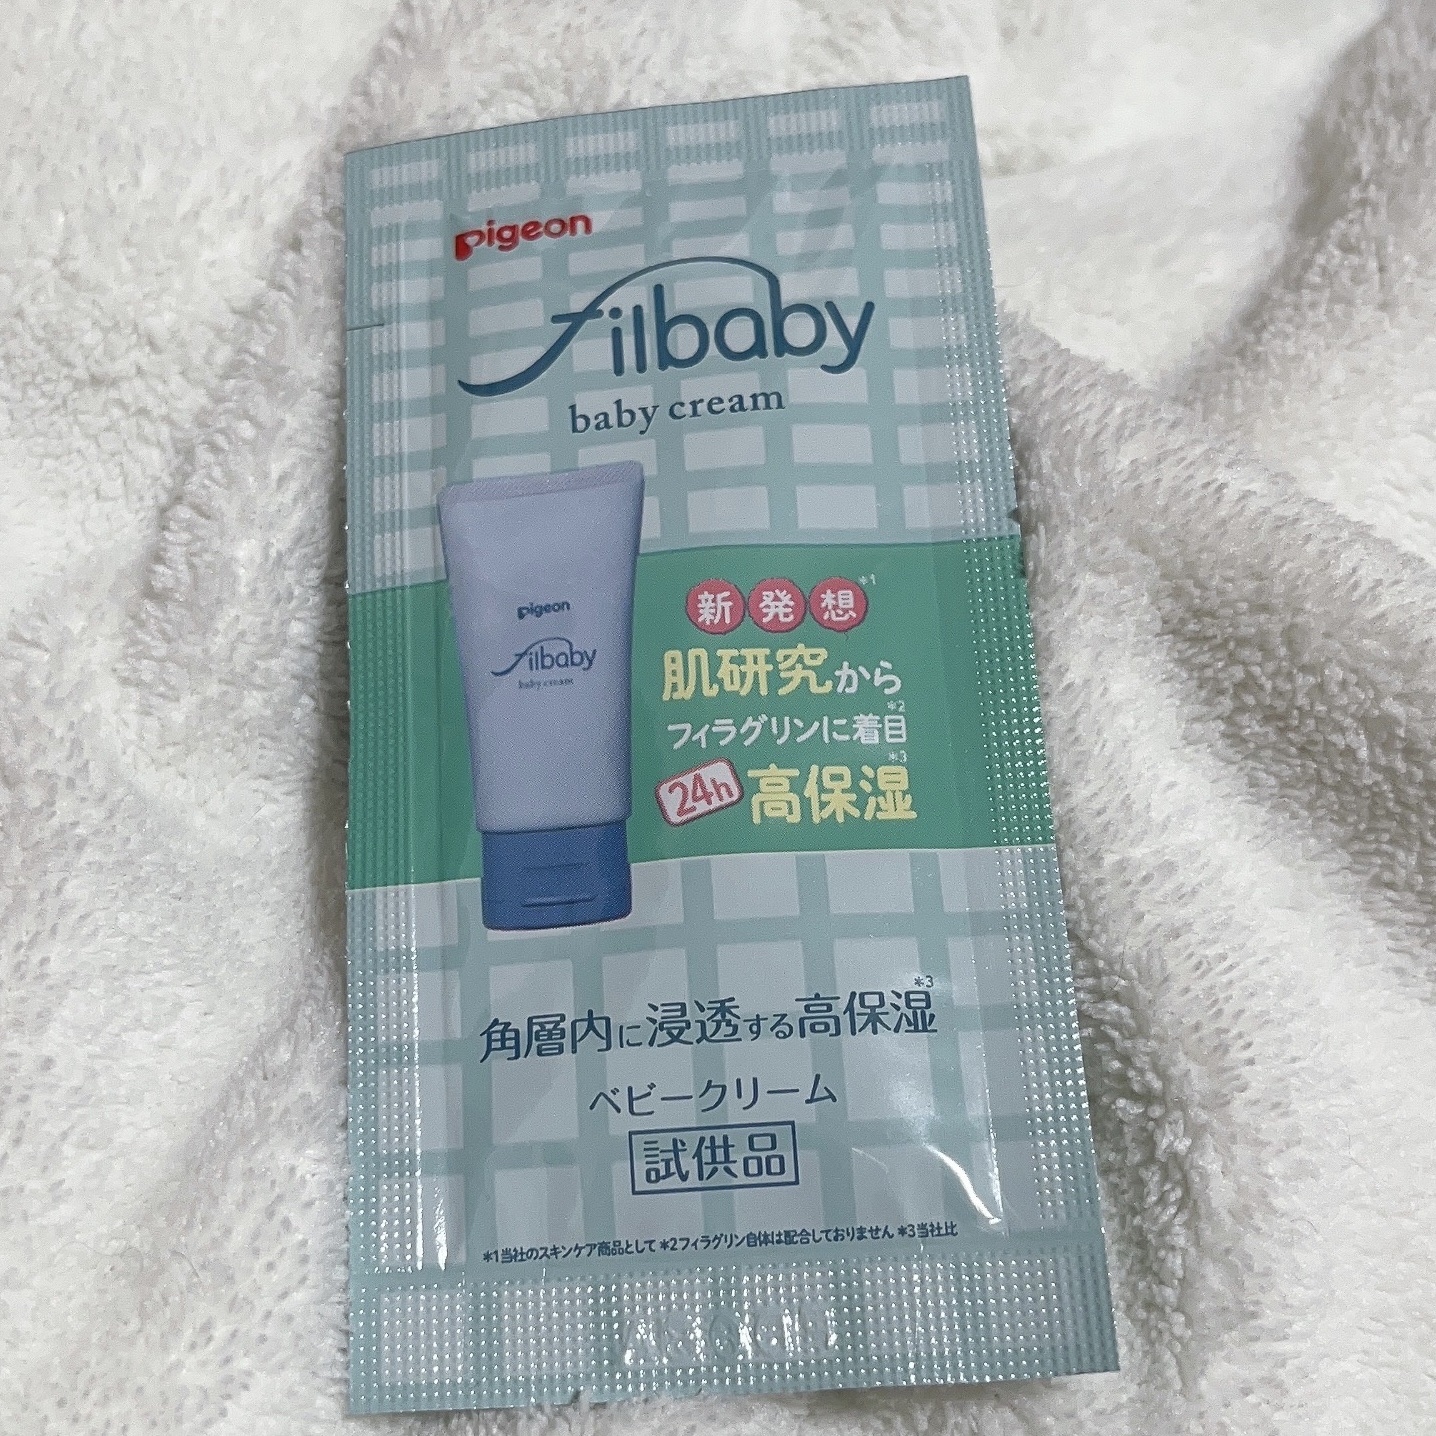 pigeon
filbaby
baby cream
pigeon
filbaby
baby cream
新発想*1
肌研究から
フィラグリンに着目*2
24h 高保湿*3
角層内に浸透する高保湿*3
ベビークリーム
試供品
*1当社のスキンケア商品として *2フィラグリン自体は配合しておりません *3当社比